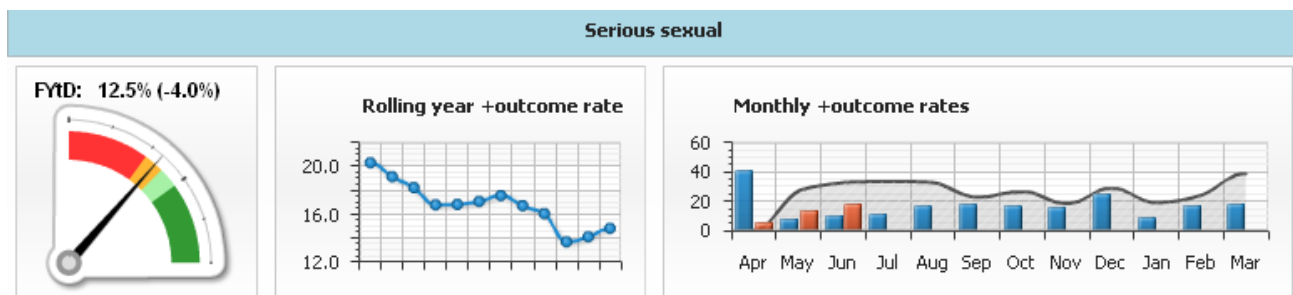 Serious sexual
FYtD: 12.5% (-4.0%)
Rolling year +outcome rate
20.0
16.0
12.0
Monthly +outcome rates
60
40
20
0
Apr May Jun Jul Aug Sep Oct Nov Dec Jan Feb Mar